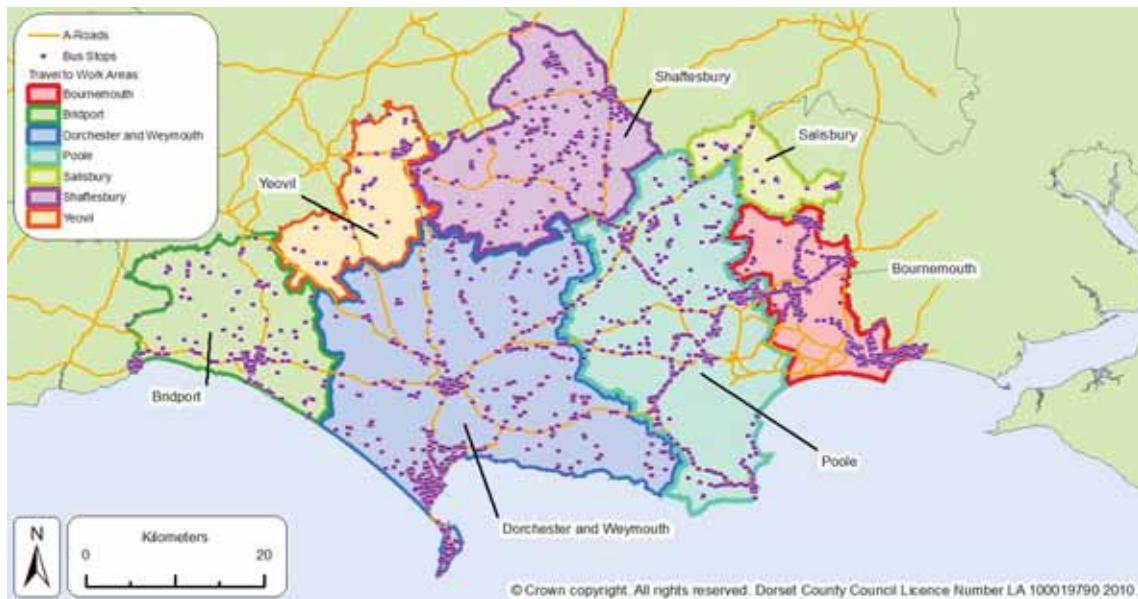 A-Roads
Bus Stops
Travel to Work Areas
Bournemouth
Bridport
Dorchester and Weymouth
Poole
Salisbury
Shaftesbury
Yeovil
Shaftesbury
Salisbury
Yeovil
Bournemouth
Bridport
Poole
Dorchester and Weymouth
N
Kilometers
0 20
© Crown copyright. All rights reserved. Dorset County Council Licence Number LA 100019790 2010